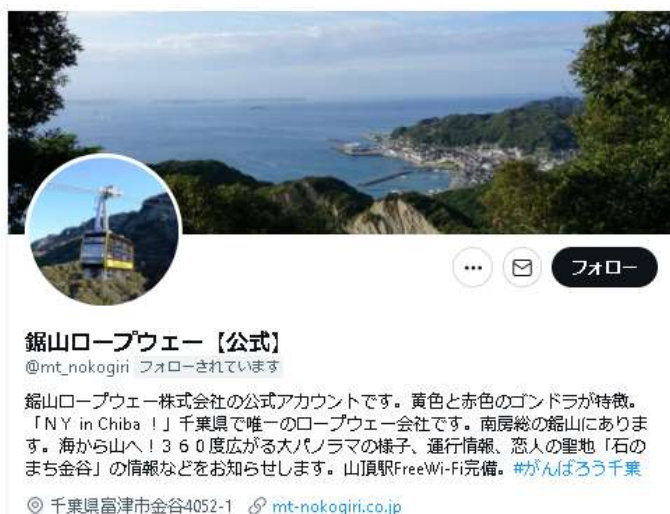 フォロー
鋸山ロープウェー【公式】
@mt_nokogiri フォローされています
鋸山ロープウェー株式会社の公式アカウントです。黄色と赤色のゴンドラが特徴。
「ＮＹ in Chiba ！」千葉県で唯一のロープウェー会社です。南房総の鋸山にありま
す。海から山へ！３６０度広がる大パノラマの様子、運行情報、恋人の聖地「石の
まち金谷」の情報などをお知らせします。山頂駅FreeWi-Fi完備。#がんばろう千葉
千葉県富津市金谷4052-1 mt-nokogiri.co.jp